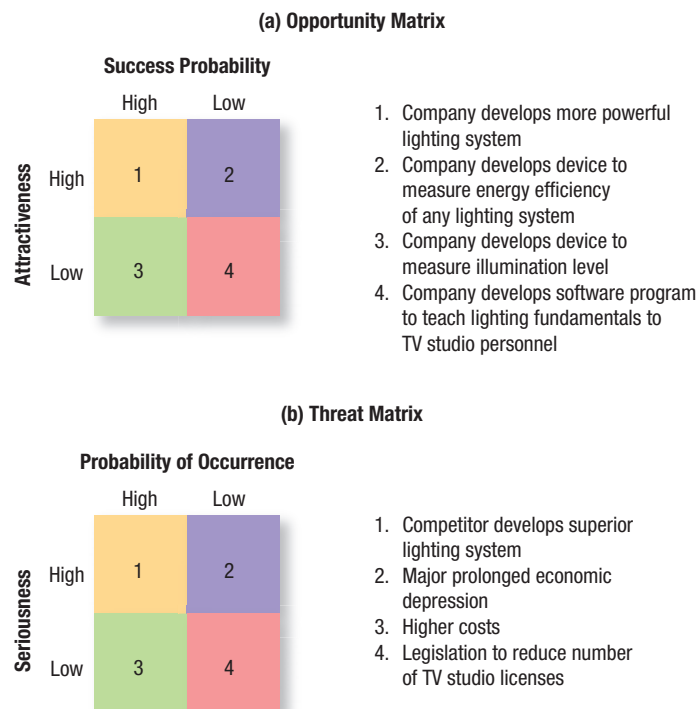 (a) Opportunity Matrix
Success Probability
High Low
Attractiveness
High 1 2
Low 3 4
1. Company develops more powerful
lighting system
2. Company develops device to
measure energy efficiency
of any lighting system
3. Company develops device to
measure illumination level
4. Company develops software program
to teach lighting fundamentals to
TV studio personnel
(b) Threat Matrix
Probability of Occurrence
High Low
Seriousness
High 1 2
Low 3 4
1. Competitor develops superior
lighting system
2. Major prolonged economic
depression
3. Higher costs
4. Legislation to reduce number
of TV studio licenses